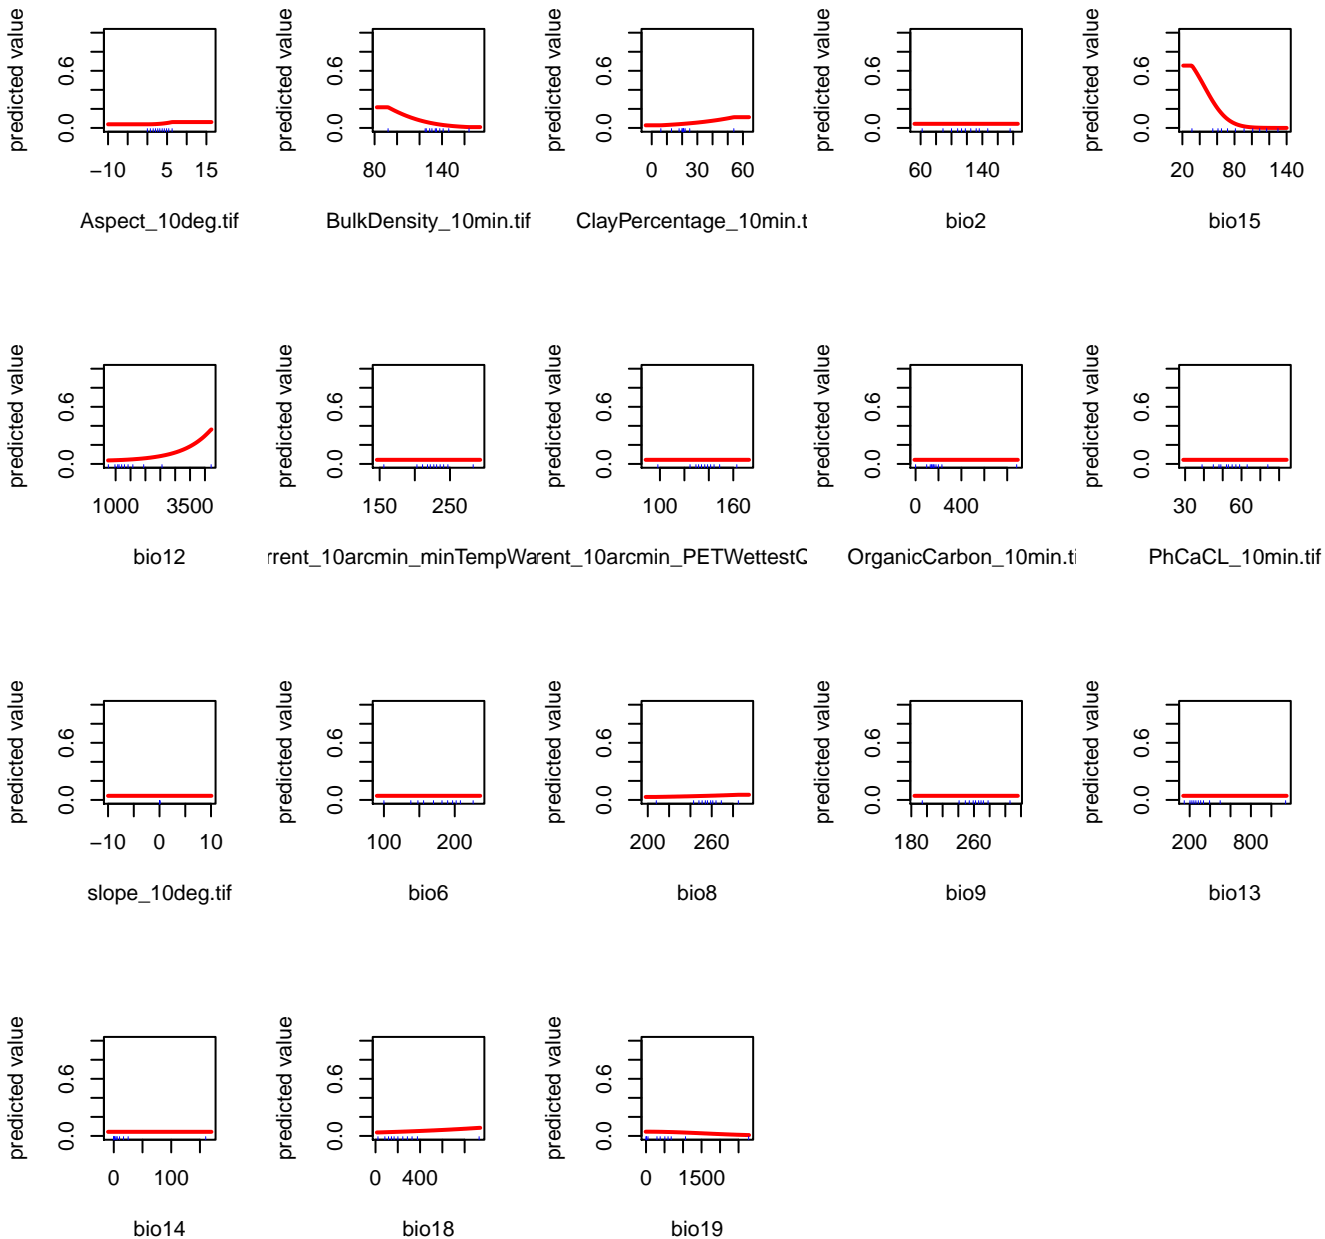 predicted value
0.0 0.6
−10 5 15
Aspect_10deg.tif
predicted value
0.0 0.6
80 140
BulkDensity_10min.tif
predicted value
0.0 0.6
0 30 60
ClayPercentage_10min.t
predicted value
0.0 0.6
60 140
bio2
predicted value
0.0 0.6
20 80 140
bio15
predicted value
0.0 0.6
1000 3500
bio12
predicted value
0.0 0.6
150 250
rrent_10arcmin_minTempWa
predicted value
0.0 0.6
100 160
rent_10arcmin_PETWettestQ
predicted value
0.0 0.6
0 400
OrganicCarbon_10min.ti
predicted value
0.0 0.6
30 60
PhCaCL_10min.tif
predicted value
0.0 0.6
−10 0 10
slope_10deg.tif
predicted value
0.0 0.6
100 200
bio6
predicted value
0.0 0.6
200 260
bio8
predicted value
0.0 0.6
180 260
bio9
predicted value
0.0 0.6
200 800
bio13
predicted value
0.0 0.6
0 100
bio14
predicted value
0.0 0.6
0 400
bio18
predicted value
0.0 0.6
0 1500
bio19